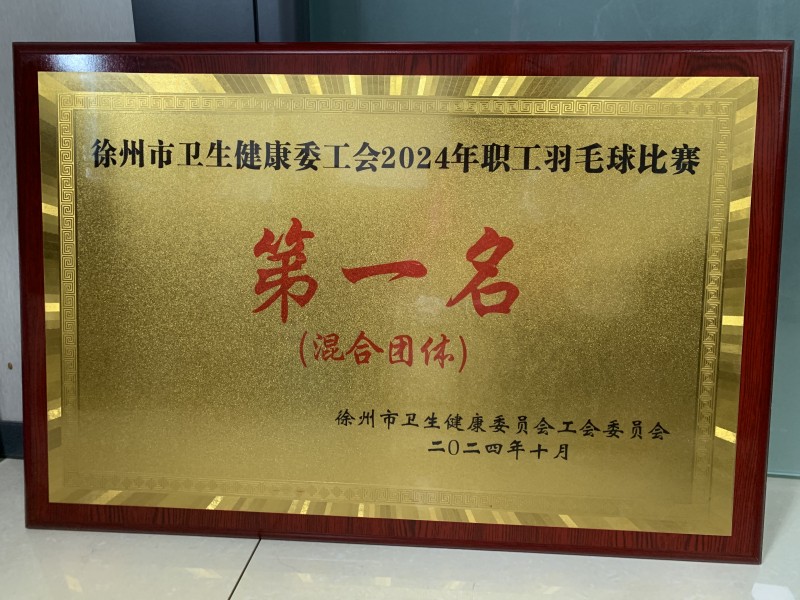 徐州市卫生健康委工会2024年职工羽毛球比赛
第一名
(混合团体)
徐州市卫生健康委员会工会委员会
二〇二四年十月